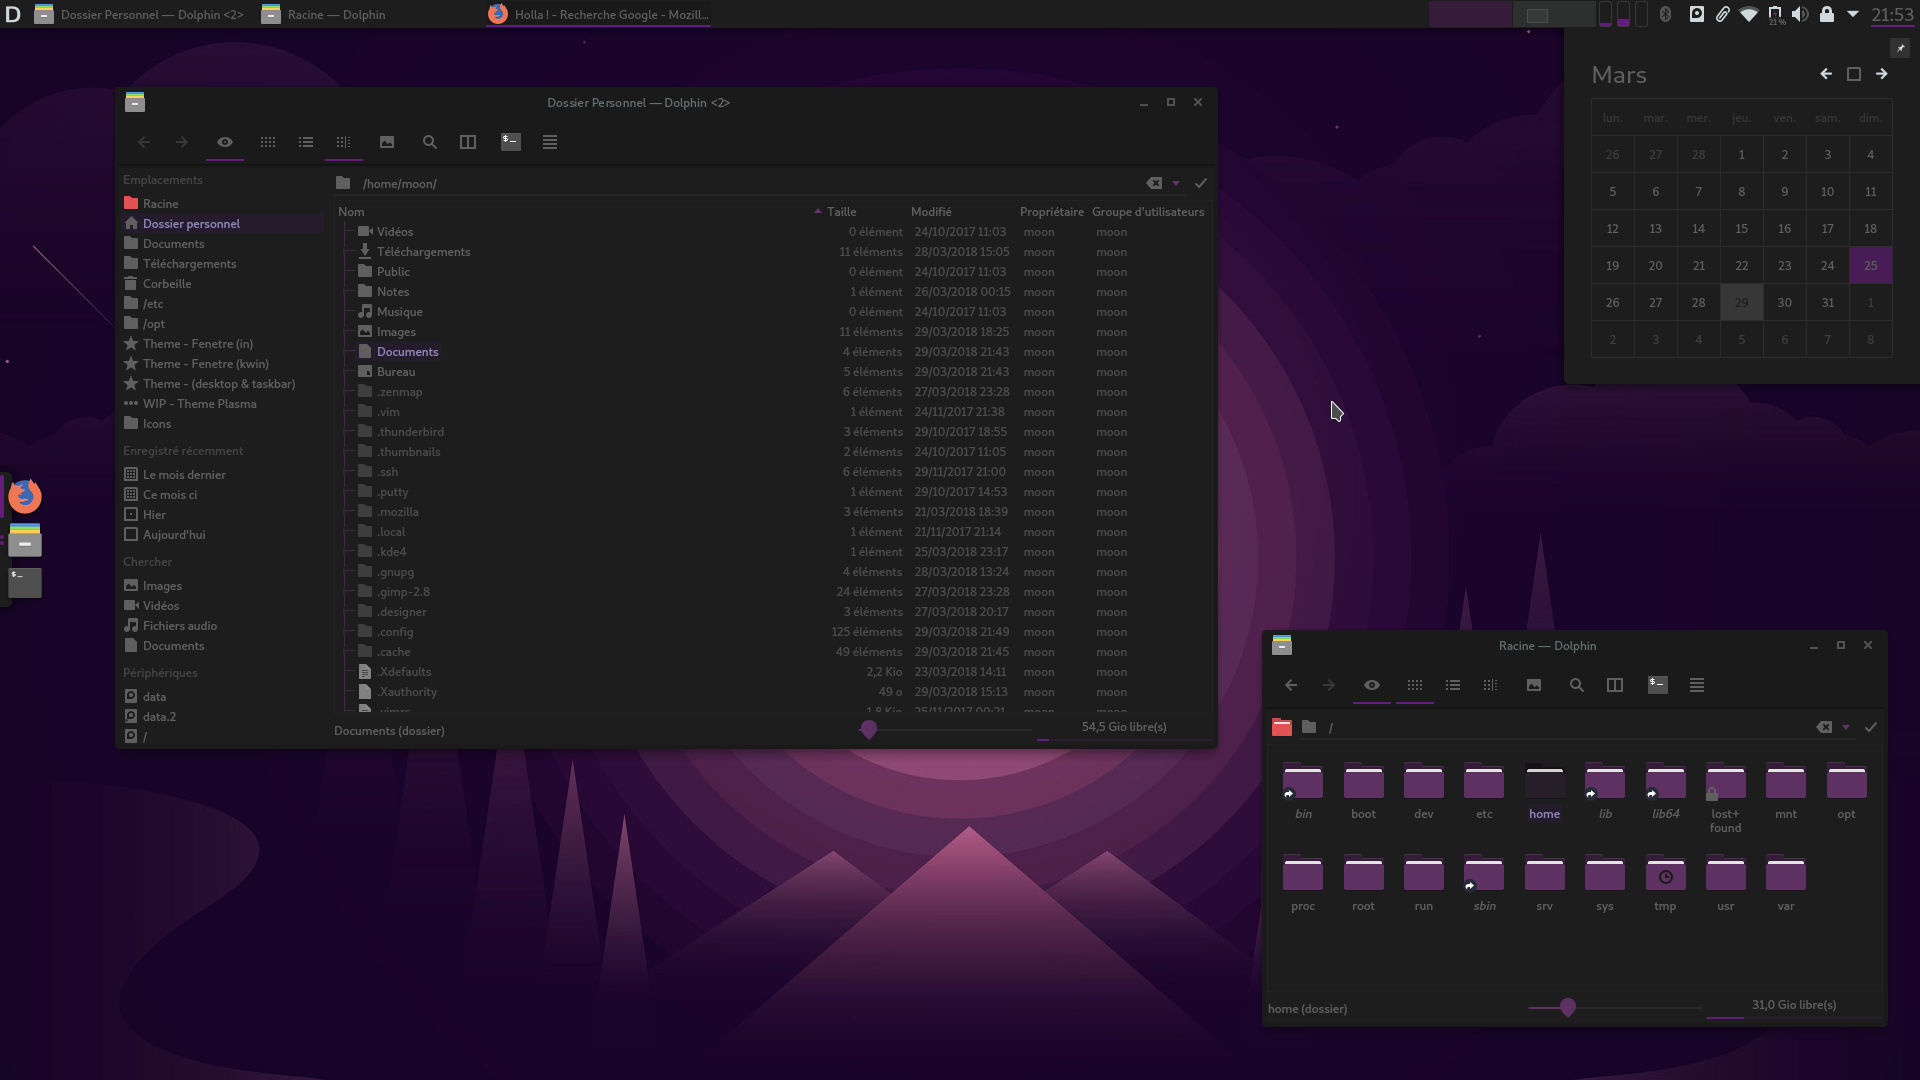 D Dossier Personnel — Dolphin <2> Racine — Dolphin Holla ! - Recherche Google - Mozill... 21 % 21:53
Mars
lun. mar. mer. jeu. ven. sam. dim.
26 27 28 1 2 3 4
5 6 7 8 9 10 11
12 13 14 15 16 17 18
19 20 21 22 23 24 25
26 27 28 29 30 31 1
2 3 4 5 6 7 8
Dossier Personnel — Dolphin <2>
$-
Emplacements
Racine
Dossier personnel
Documents
Téléchargements
Corbeille
/etc
/opt
Theme - Fenetre (in)
Theme - Fenetre (kwin)
Theme - (desktop & taskbar)
WIP - Theme Plasma
Icons
Enregistré récemment
Le mois dernier
Ce mois ci
Hier
Aujourd'hui
Chercher
Images
Vidéos
Fichiers audio
Documents
Périphériques
data
data.2
/
/home/moon/
Nom Taille Modifié Propriétaire Groupe d'utilisateurs
Vidéos 0 élément 24/10/2017 11:03 moon moon
Téléchargements 11 éléments 28/03/2018 15:05 moon moon
Public 0 élément 24/10/2017 11:03 moon moon
Notes 1 élément 26/03/2018 00:15 moon moon
Musique 0 élément 24/10/2017 11:03 moon moon
Images 11 éléments 29/03/2018 18:25 moon moon
Documents 4 éléments 29/03/2018 21:43 moon moon
Bureau 5 éléments 29/03/2018 21:43 moon moon
.zenmap 6 éléments 27/03/2018 23:28 moon moon
.vim 1 élément 24/11/2017 21:38 moon moon
.thunderbird 3 éléments 29/10/2017 18:55 moon moon
.thumbnails 2 éléments 24/10/2017 11:05 moon moon
.ssh 6 éléments 29/11/2017 21:00 moon moon
.putty 1 élément 29/10/2017 14:53 moon moon
.mozilla 3 éléments 21/03/2018 18:39 moon moon
.local 1 élément 21/11/2017 21:14 moon moon
.kde4 1 élément 25/03/2018 23:17 moon moon
.gnupg 4 éléments 28/03/2018 13:24 moon moon
.gimp-2.8 24 éléments 27/03/2018 23:28 moon moon
.designer 3 éléments 27/03/2018 20:17 moon moon
.config 125 éléments 29/03/2018 21:49 moon moon
.cache 49 éléments 29/03/2018 21:45 moon moon
.Xdefaults 2,2 Kio 23/03/2018 14:11 moon moon
.Xauthority 49 o 29/03/2018 15:13 moon moon
Documents (dossier) 54,5 Gio libre(s)
$-
Racine — Dolphin
$-
/
bin boot dev etc home lib lib64 lost+ mnt opt
found
proc root run sbin srv sys tmp usr var
home (dossier) 31,0 Gio libre(s)